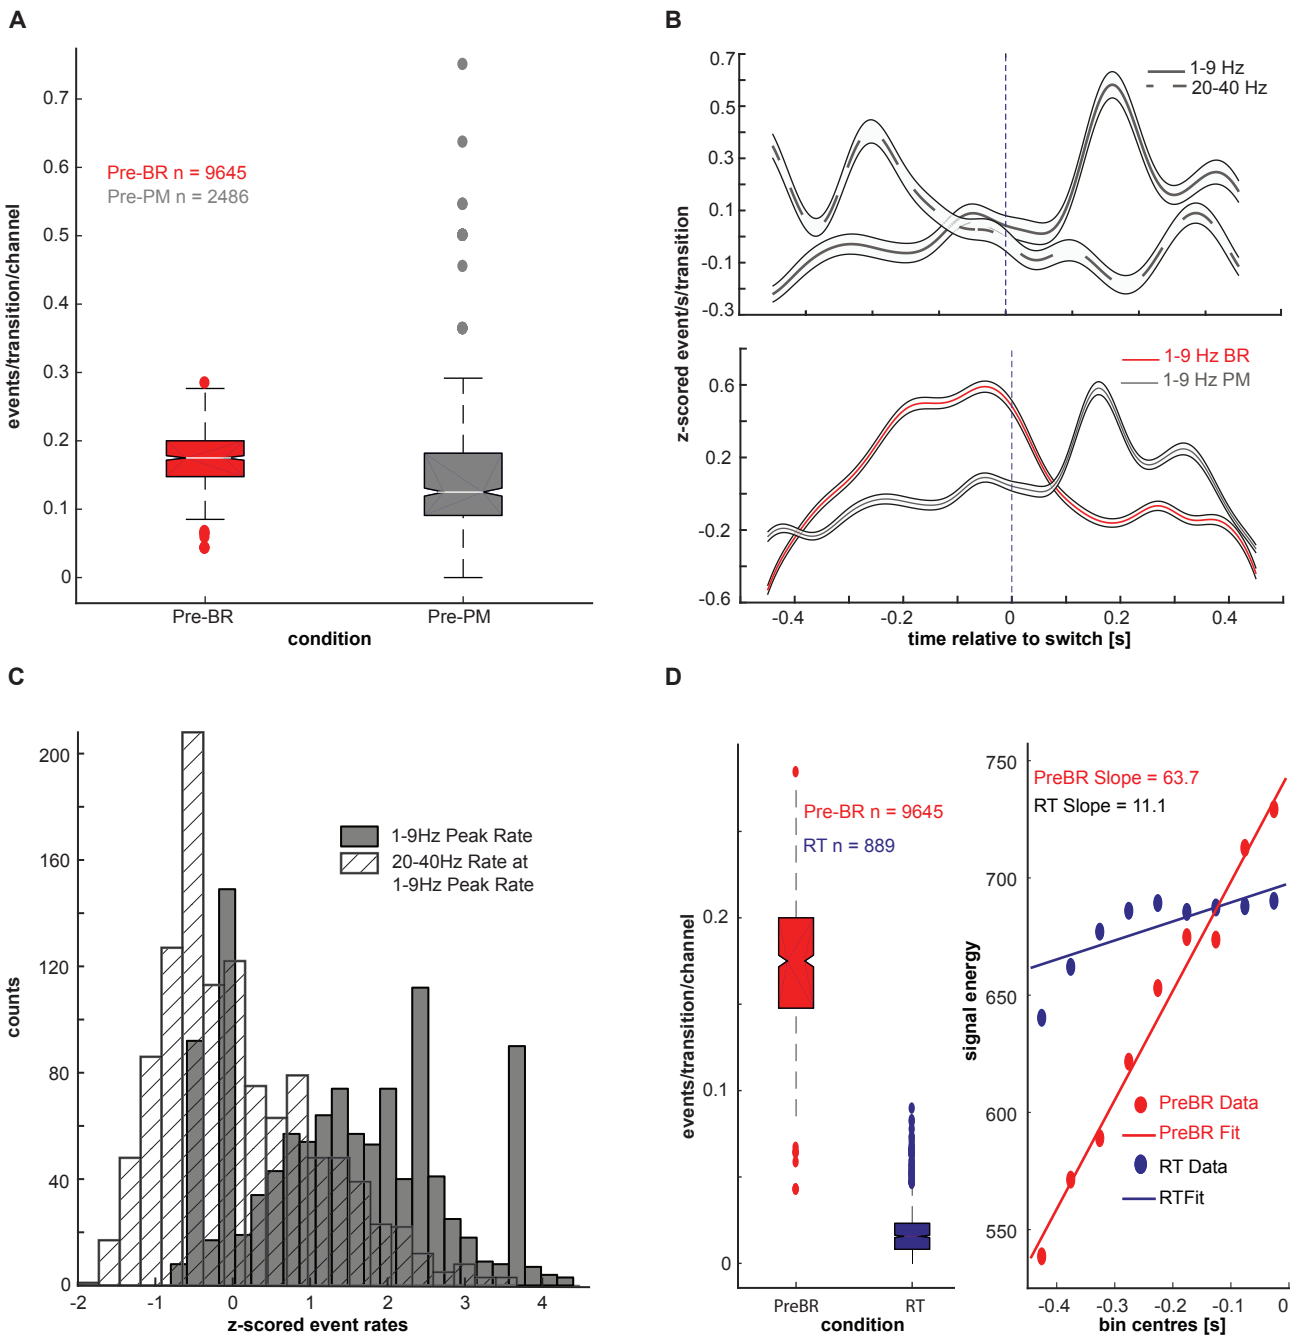 A
events/transition/channel
0.7
0.6
0.5
0.4
0.3
0.2
0.1
0
Pre-BR n = 9645
Pre-PM n = 2486
Pre-BR
Pre-PM
condition
B
z-scored event/s/transition
0.7
0.5
0.3
0.1
-0.1
-0.3
1-9 Hz
20-40 Hz
0.6
0.2
-0.2
-0.6
1-9 Hz BR
1-9 Hz PM
-0.4
-0.2
0
0.2
0.4
time relative to switch [s]
C
counts
200
160
120
80
40
0
1-9Hz Peak Rate
20-40Hz Rate at
1-9Hz Peak Rate
-2
-1
0
1
2
3
4
z-scored event rates
D
events/transition/channel
0.2
0.1
0
Pre-BR n = 9645
RT n = 889
PreBR
RT
condition
signal energy
750
700
650
600
550
PreBR Slope = 63.7
RT Slope = 11.1
PreBR Data
PreBR Fit
RT Data
RTFit
-0.4
-0.3
-0.2
-0.1
0
bin centres [s]